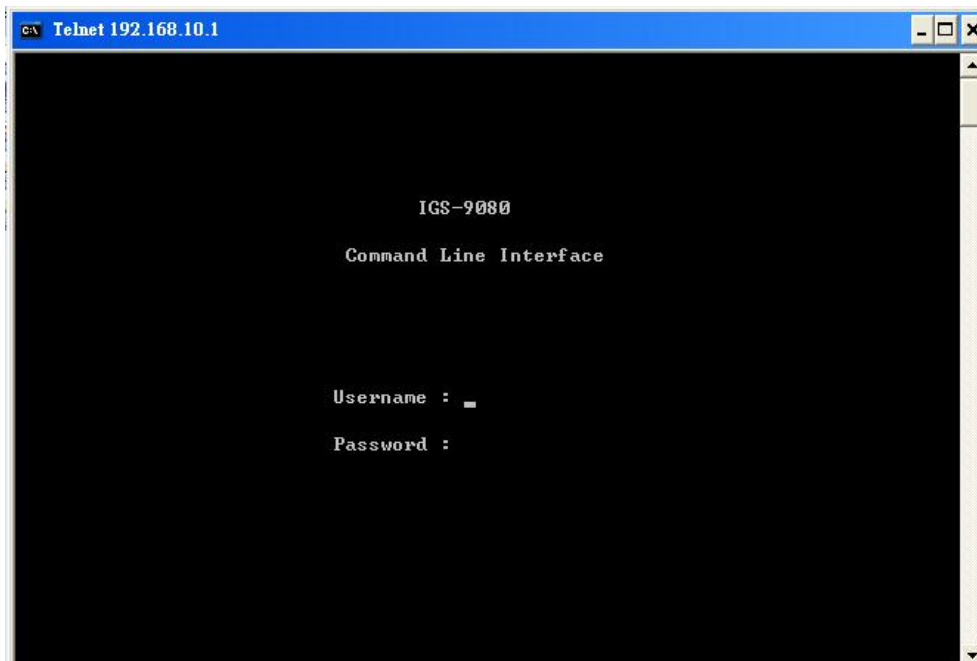 Telnet 192.168.10.1
IGS-9080
Command Line Interface
Username : _
Password :